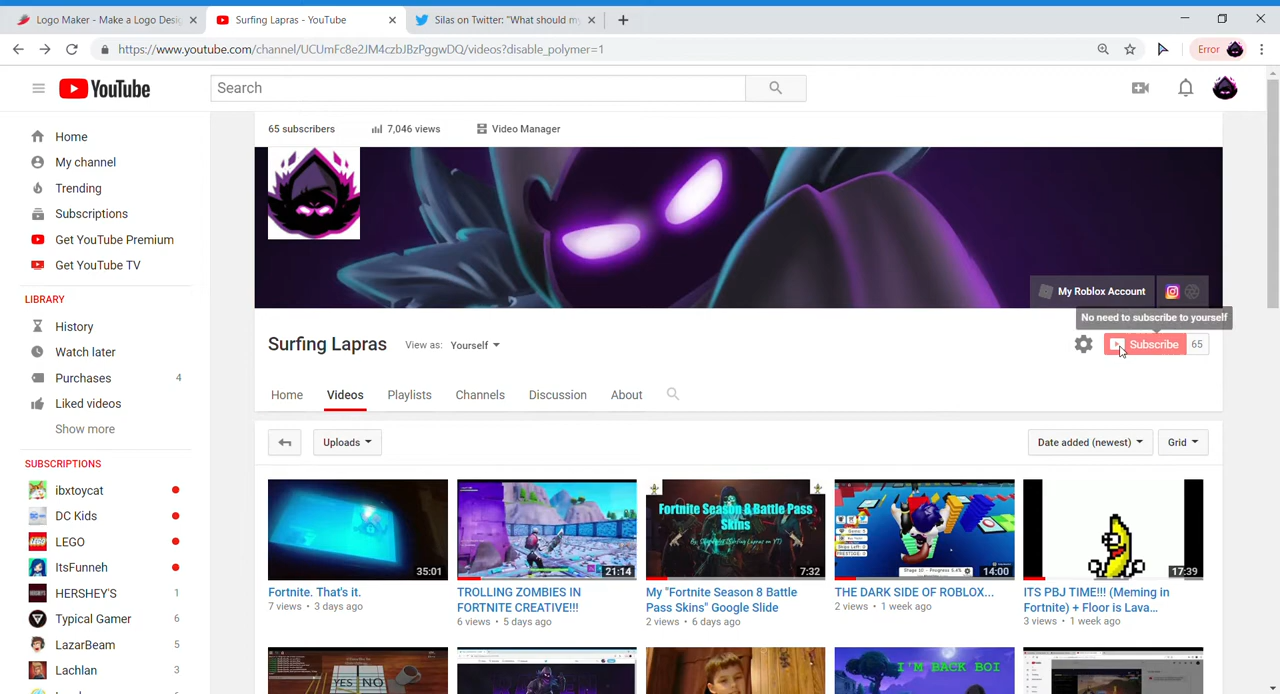 Logo Maker - Make a Logo Desig
Surfing Lapras - YouTube
Silas on Twitter: "What should my
https://www.youtube.com/channel/UCUmFc8e2JM4czbJBzPggwDQ/videos?disable_polymer=1
Error
YouTube
Search
Home
My channel
Trending
Subscriptions
Get YouTube Premium
Get YouTube TV
LIBRARY
History
Watch later
Purchases 4
Liked videos
Show more
SUBSCRIPTIONS
ibxtoycat
DC Kids
LEGO
ItsFunneh
HERSHEY'S 1
Typical Gamer 6
LazarBeam 5
Lachlan 3
65 subscribers 7,046 views Video Manager
My Roblox Account
No need to subscribe to yourself
Surfing Lapras View as: Yourself
Subscribe 65
Home Videos Playlists Channels Discussion About
Uploads Date added (newest) Grid
35:01
21:14
Fortnite Season 8 Battle Pass
Skins
7:32
14:00
17:39
Fortnite. That's it.
7 views • 3 days ago
TROLLING ZOMBIES IN
FORTNITE CREATIVE!!!
6 views • 5 days ago
My "Fortnite Season 8 Battle
Pass Skins" Google Slide
2 views • 6 days ago
THE DARK SIDE OF ROBLOX...
2 views • 1 week ago
ITS PBJ TIME!!! (Meming in
Fortnite) + Floor is Lava...
3 views • 1 week ago
YES NO
I'M BACK BOI